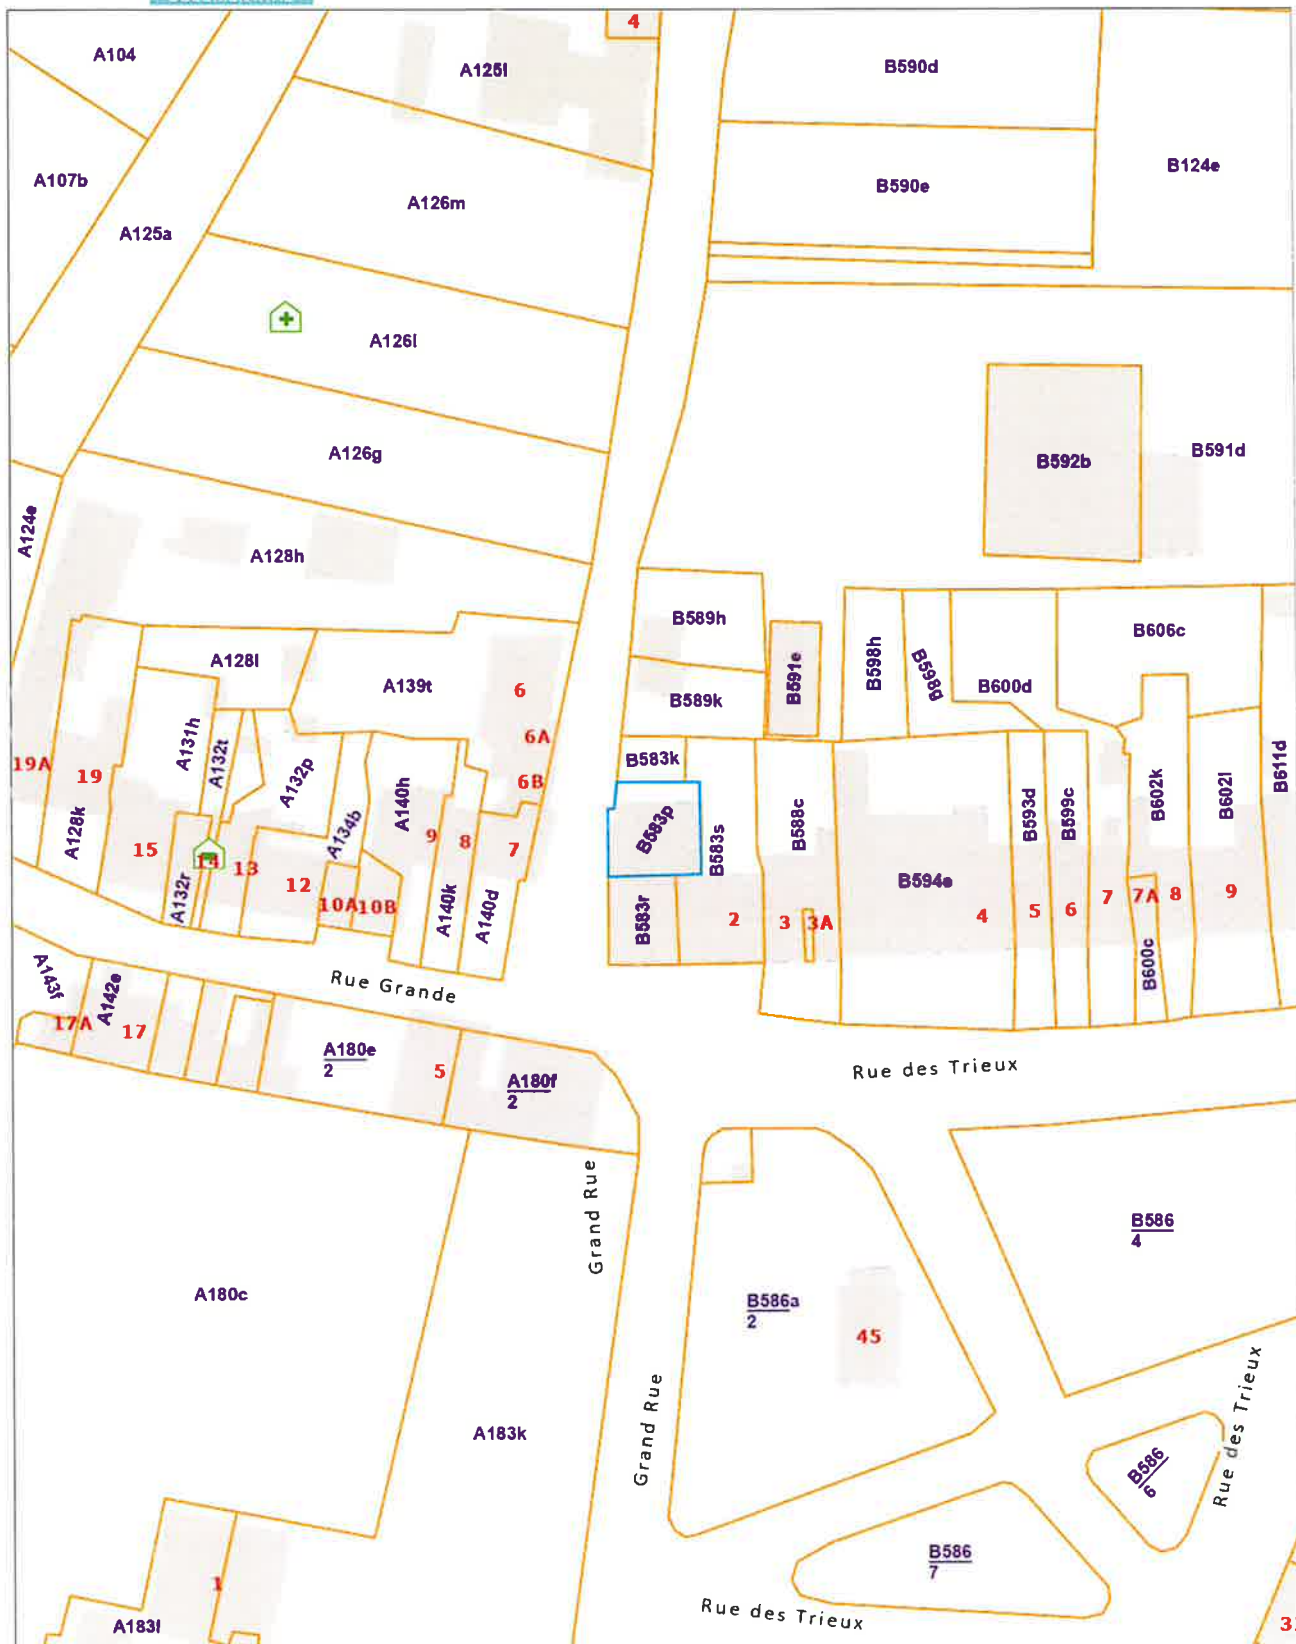 4
A104
A125l
B590d
A107b
B124e
B590e
A126m
A125a
A126l
A126g
B591d
B592b
A124e
A128h
B589h
B606c
A128l
B591e
B598h
B598g
A139t
B600d
6
B589k
A131h
A132t
6A
B583k
19A
19
A132p
6B
B611d
A128k
A134b
A140h
B583p
B583s
B588c
B593d
B599c
B602k
B602l
15
14
13
9
8
7
12
A132r
10A
10B
A140k
A140d
B583r
2
3
3A
B594e
4
5
6
7
7A
8
9
B600c
A143f
A142e
Rue Grande
17A
17
A180e
2
5
A180f
2
Rue des Trieux
Grand Rue
B586
4
A180c
B586a
2
45
Grand Rue
Rue des Trieux
A183k
B586
6
B586
7
1
A183l
Rue des Trieux